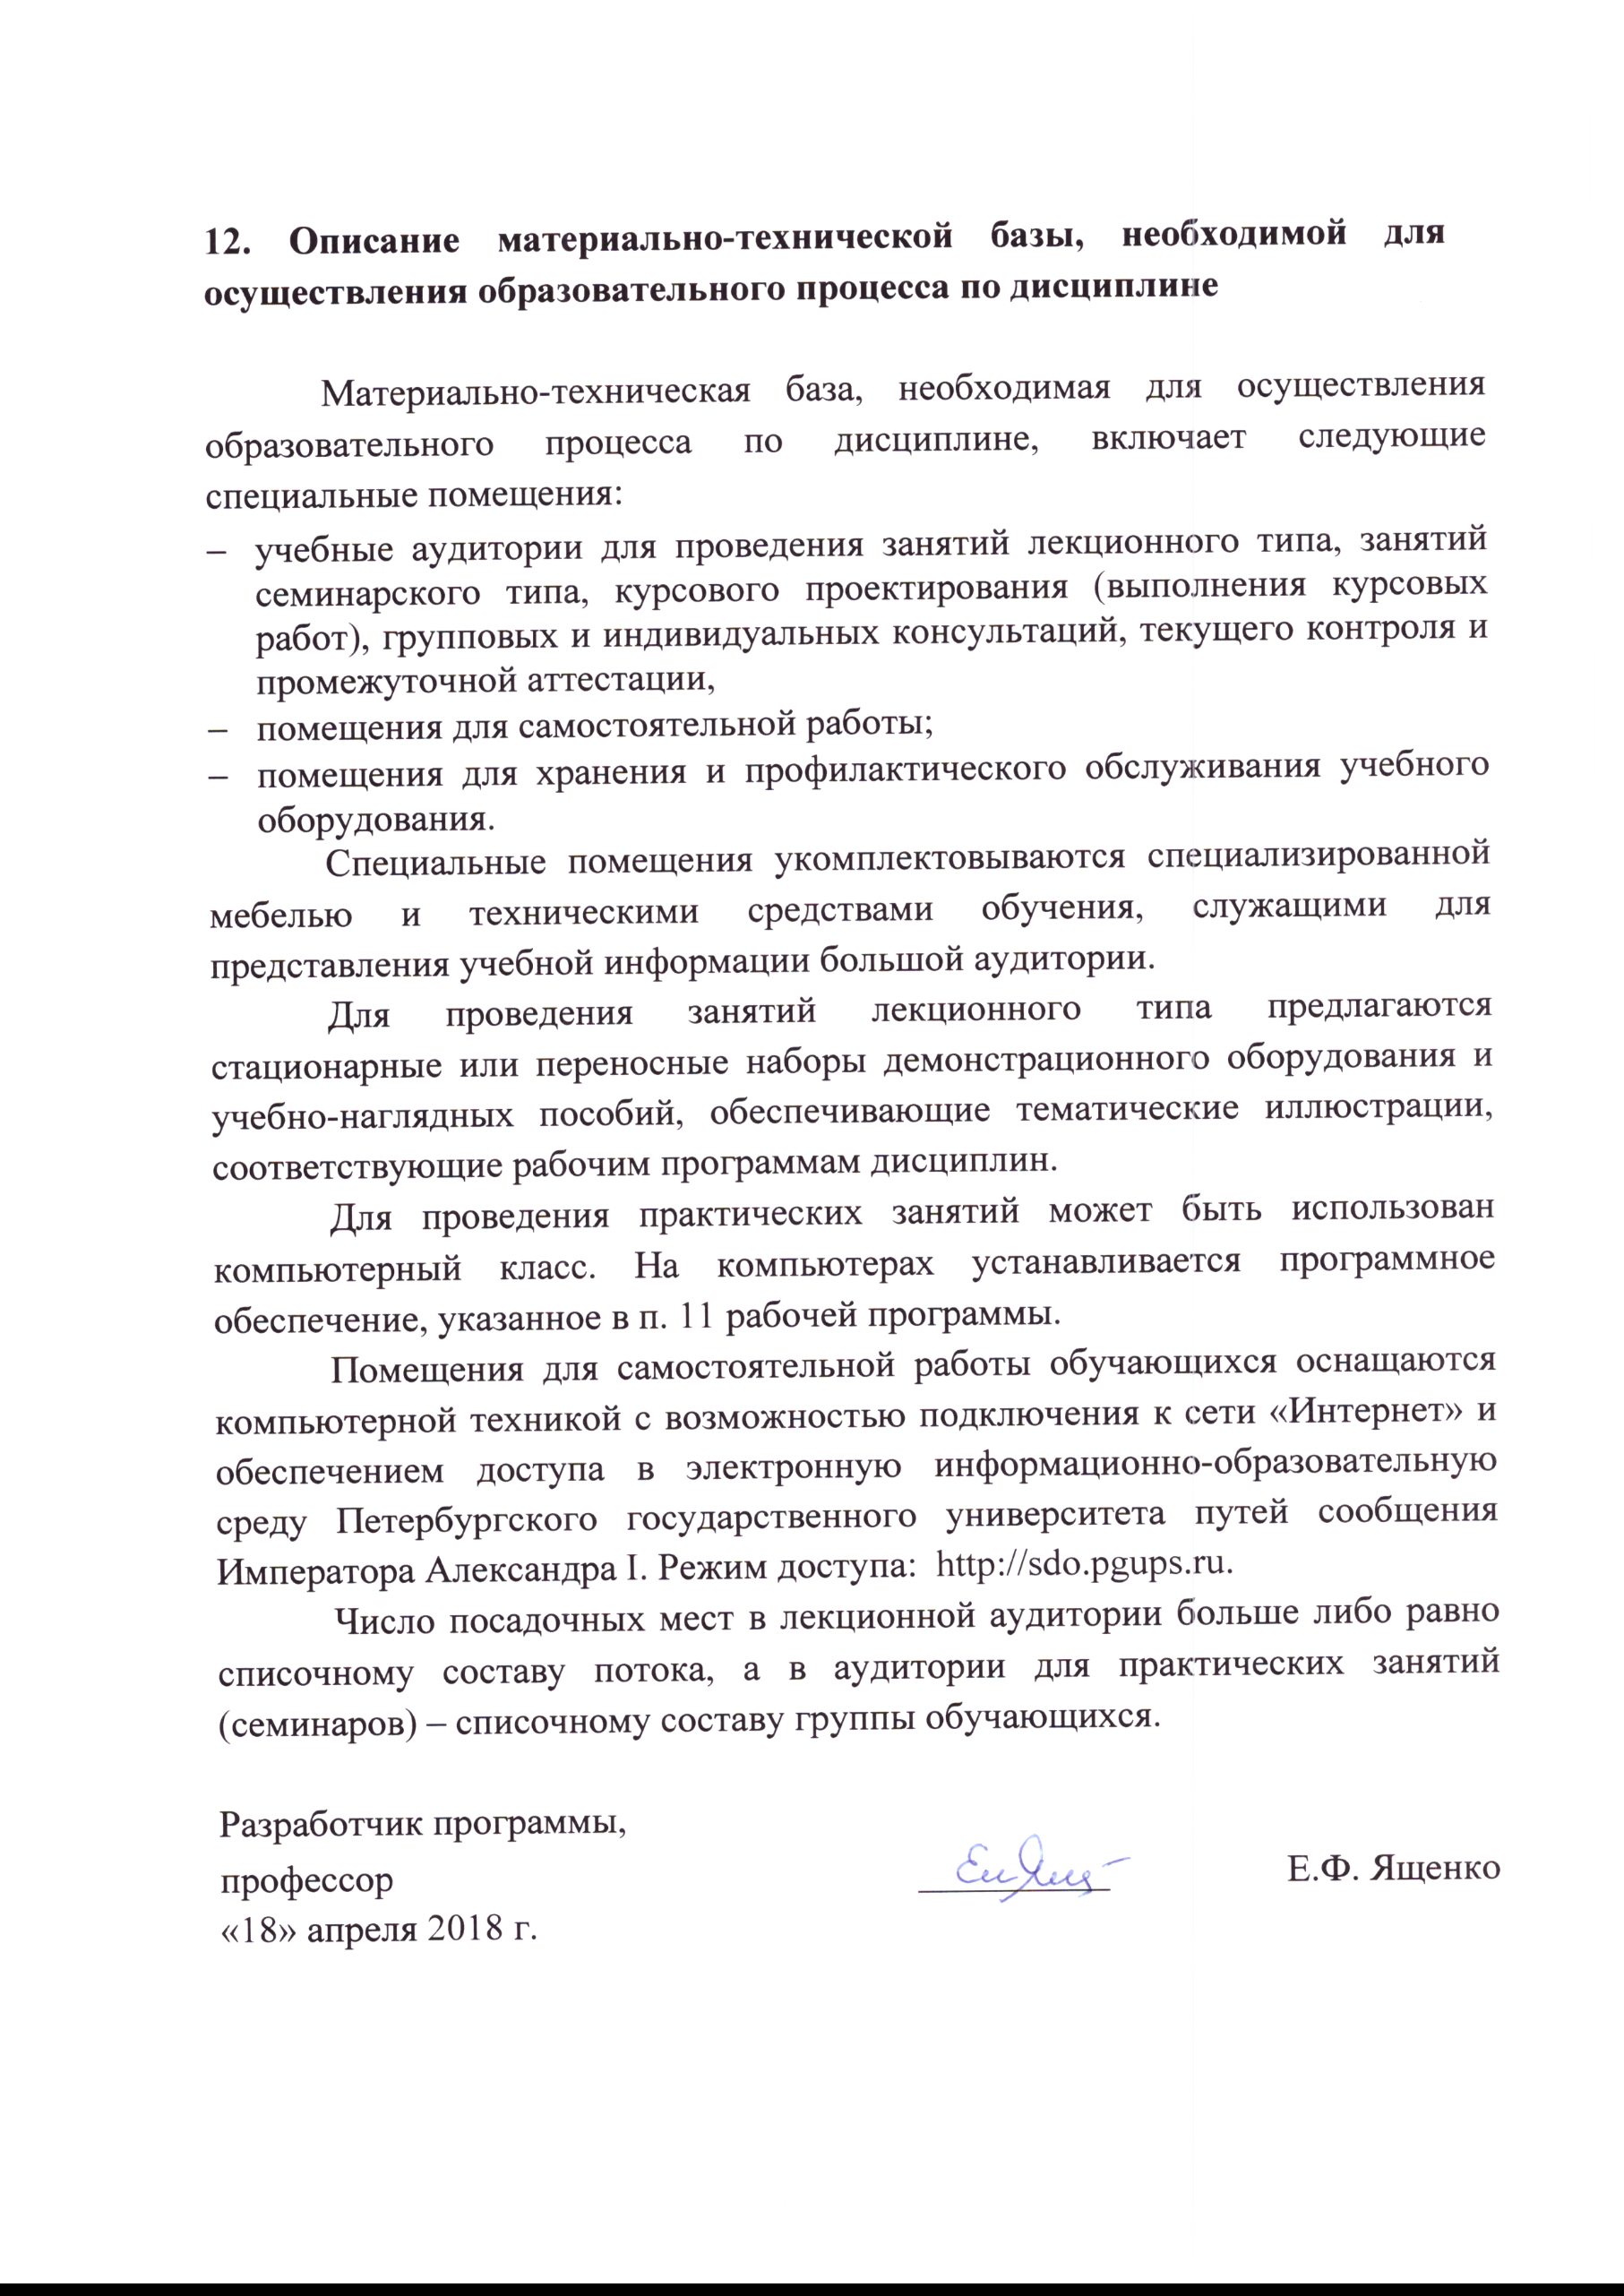 12. Описание материально-технической базы, необходимой для
осуществления образовательного процесса по дисциплине
Материально-техническая база, необходимая для осуществления
образовательного процесса по дисциплине, включает следующие
специальные помещения:
– учебные аудитории для проведения занятий лекционного типа, занятий
семинарского типа, курсового проектирования (выполнения курсовых
работ), групповых и индивидуальных консультаций, текущего контроля и
промежуточной аттестации,
– помещения для самостоятельной работы;
– помещения для хранения и профилактического обслуживания учебного
оборудования.
Специальные помещения укомплектовываются специализированной
мебелью и техническими средствами обучения, служащими для
представления учебной информации большой аудитории.
Для проведения занятий лекционного типа предлагаются
стационарные или переносные наборы демонстрационного оборудования и
учебно-наглядных пособий, обеспечивающие тематические иллюстрации,
соответствующие рабочим программам дисциплин.
Для проведения практических занятий может быть использован
компьютерный класс. На компьютерах устанавливается программное
обеспечение, указанное в п. 11 рабочей программы.
Помещения для самостоятельной работы обучающихся оснащаются
компьютерной техникой с возможностью подключения к сети «Интернет» и
обеспечением доступа в электронную информационно-образовательную
среду Петербургского государственного университета путей сообщения
Императора Александра I. Режим доступа: http://sdo.pgups.ru.
Число посадочных мест в лекционной аудитории больше либо равно
списочному составу потока, а в аудитории для практических занятий
(семинаров) – списочному составу группы обучающихся.
Разработчик программы,
профессор Е.Ф. Ященко
«18» апреля 2018 г.